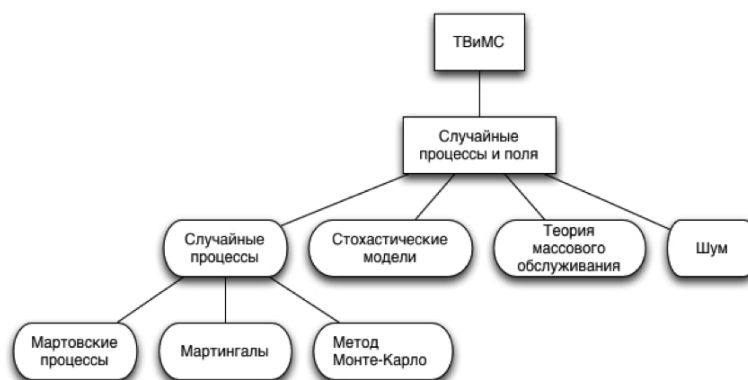 ТВиМС
Случайные
процессы и поля
Случайные
процессы
Стохастические
модели
Теория
массового
обслуживания
Шум
Мартовские
процессы
Мартингалы
Метод
Монте-Карло